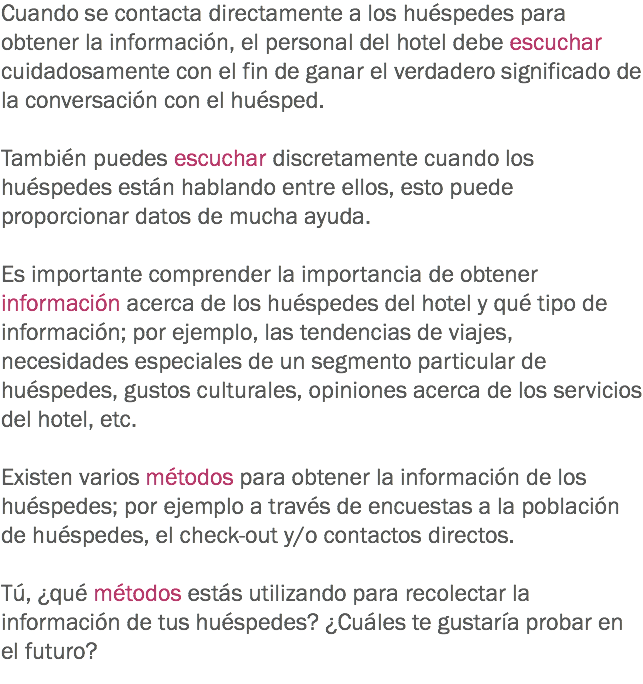 Cuando se contacta directamente a los huéspedes para
obtener la información, el personal del hotel debe escuchar
cuidadosamente con el fin de ganar el verdadero significado de
la conversación con el huésped.
También puedes escuchar discretamente cuando los
huéspedes están hablando entre ellos, esto puede
proporcionar datos de mucha ayuda.
Es importante comprender la importancia de obtener
información acerca de los huéspedes del hotel y qué tipo de
información; por ejemplo, las tendencias de viajes,
necesidades especiales de un segmento particular de
huéspedes, gustos culturales, opiniones acerca de los servicios
del hotel, etc.
Existen varios métodos para obtener la información de los
huéspedes; por ejemplo a través de encuestas a la población
de huéspedes, el check-out y/o contactos directos.
Tú, ¿qué métodos estás utilizando para recolectar la
información de tus huéspedes? ¿Cuáles te gustaría probar en
el futuro?